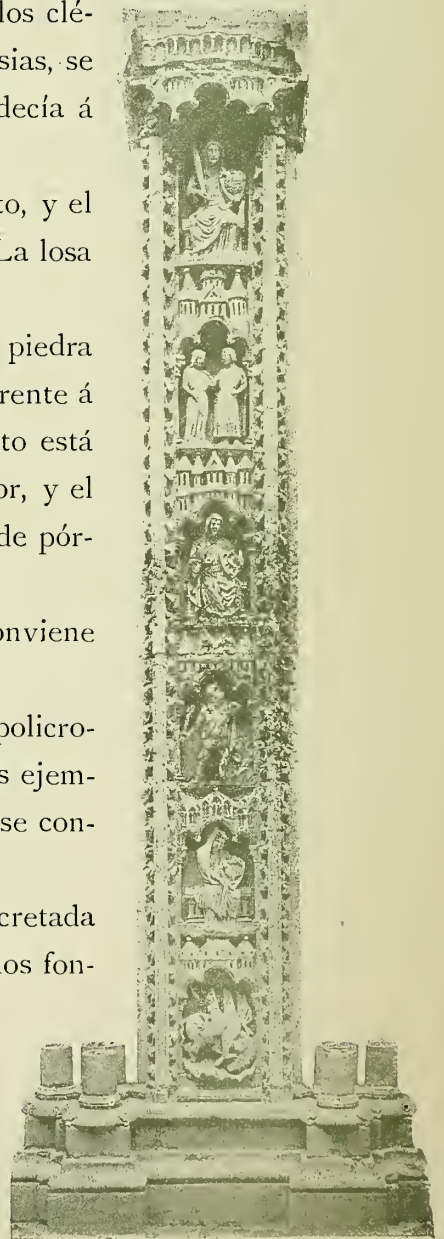 los clé-
sias, se
decía á
to, y el
La losa
piedra
rente á
to está
or, y el
de pór-
onviene
policro-
s ejem-
se con-
cretada
los fon-